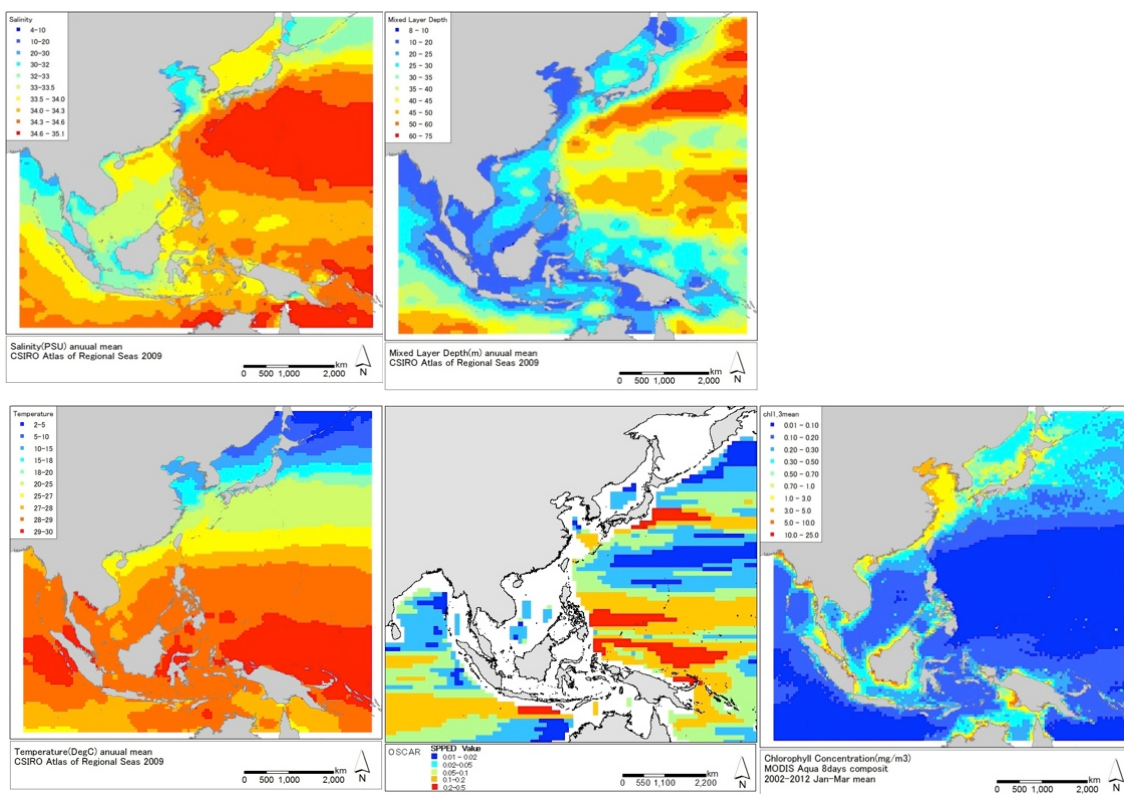 Salinity
4-10
10-20
20-30
30-32
32-33
33-33.5
33.5 - 34.0
34.0 - 34.3
34.3 - 34.6
34.6 - 35.1
Salinity(PSU) anuual mean
CSIRO Atlas of Regional Seas 2009
km
0 500 1,000 2,000
N
Mixed Layer Depth
8 - 10
10 - 20
20 - 25
25 - 30
30 - 35
35 - 40
40 - 45
45 - 50
50 - 60
60 - 75
Mixed Layer Depth(m) anuual mean
CSIRO Atlas of Regional Seas 2009
km
0 500 1,000 2,000
N
Temperature
2-5
5-10
10-15
15-18
18-20
20-25
25-27
27-28
28-29
29-30
Temperature(DegC) anuual mean
CSIRO Atlas of Regional Seas 2009
km
0 500 1,000 2,000
N
OSCAR
SPPED Value
0.01 - 0.02
0.02-0.05
0.05-0.1
0.1-0.2
0.2-0.5
km
0 550 1,100 2,200
N
chl1,3mean
0.01 - 0.10
0.10 - 0.20
0.20 - 0.30
0.30 - 0.50
0.50 - 0.70
0.70 - 1.0
1.0 - 3.0
3.0 - 5.0
5.0 - 10.0
10.0 - 25.0
Chlorophyll Concentration(mg/m3)
MODIS Aqua 8days composit
2002-2012 Jan-Mar mean
km
0 500 1,000 2,000
N